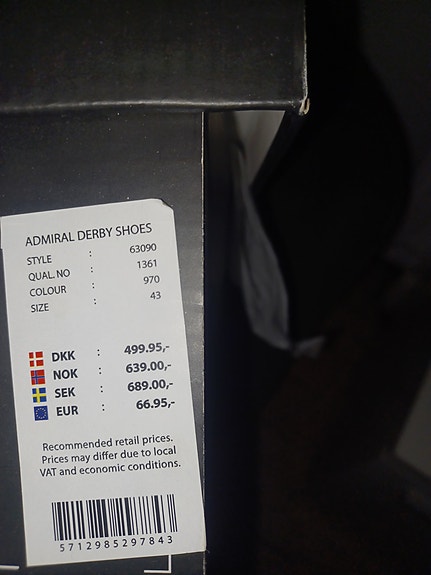 ADMIRAL DERBY SHOES
STYLE : 63090
QUAL.NO : 1361
COLOUR : 970
SIZE : 43
DKK : 499.95,-
NOK : 639.00,-
SEK : 689.00,-
EUR : 66.95,-
Recommended retail prices.
Prices may differ due to local
VAT and economic conditions.
5712985297843